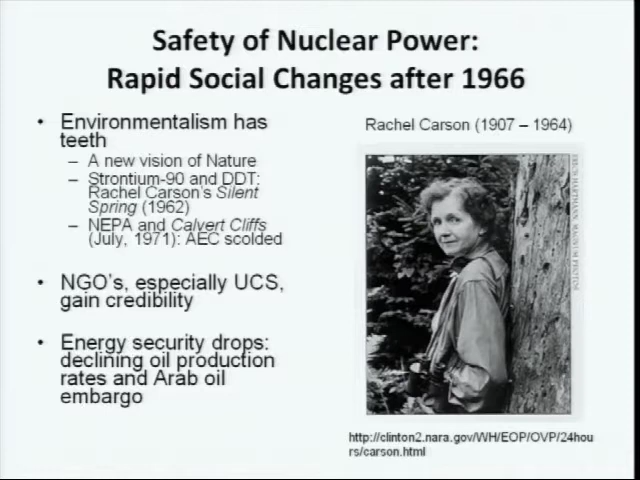 Safety of Nuclear Power:
Rapid Social Changes after 1966
• Environmentalism has
teeth
– A new vision of Nature
– Strontium-90 and DDT:
Rachel Carson's Silent
Spring (1962)
– NEPA and Calvert Cliffs
(July, 1971): AEC scolded
• NGO's, especially UCS,
gain credibility
• Energy security drops:
declining oil production
rates and Arab oil
embargo
Rachel Carson (1907 – 1964)
http://clinton2.nara.gov/WH/EOP/OVP/24hou
rs/carson.html